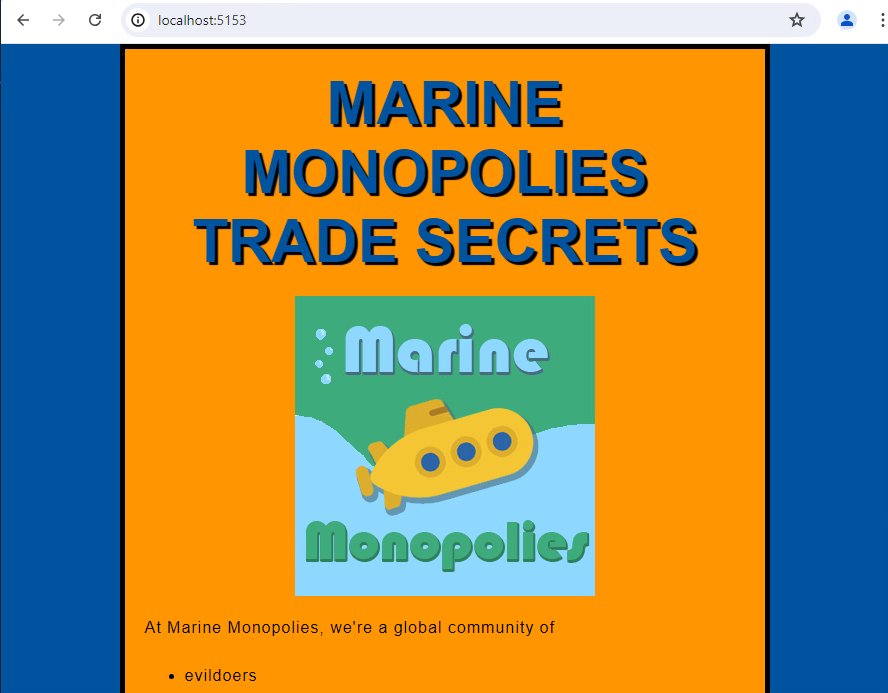 localhost:5153
MARINE
MONOPOLIES
TRADE SECRETS
Marine
Monopolies
At Marine Monopolies, we're a global community of
• evildoers